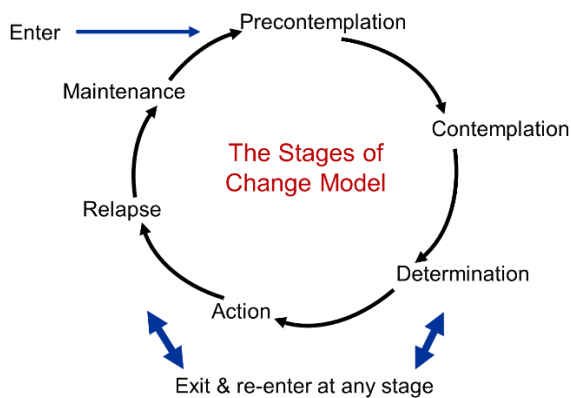 Enter
Precontemplation
Maintenance
Contemplation
The Stages of
Change Model
Relapse
Determination
Action
Exit & re-enter at any stage